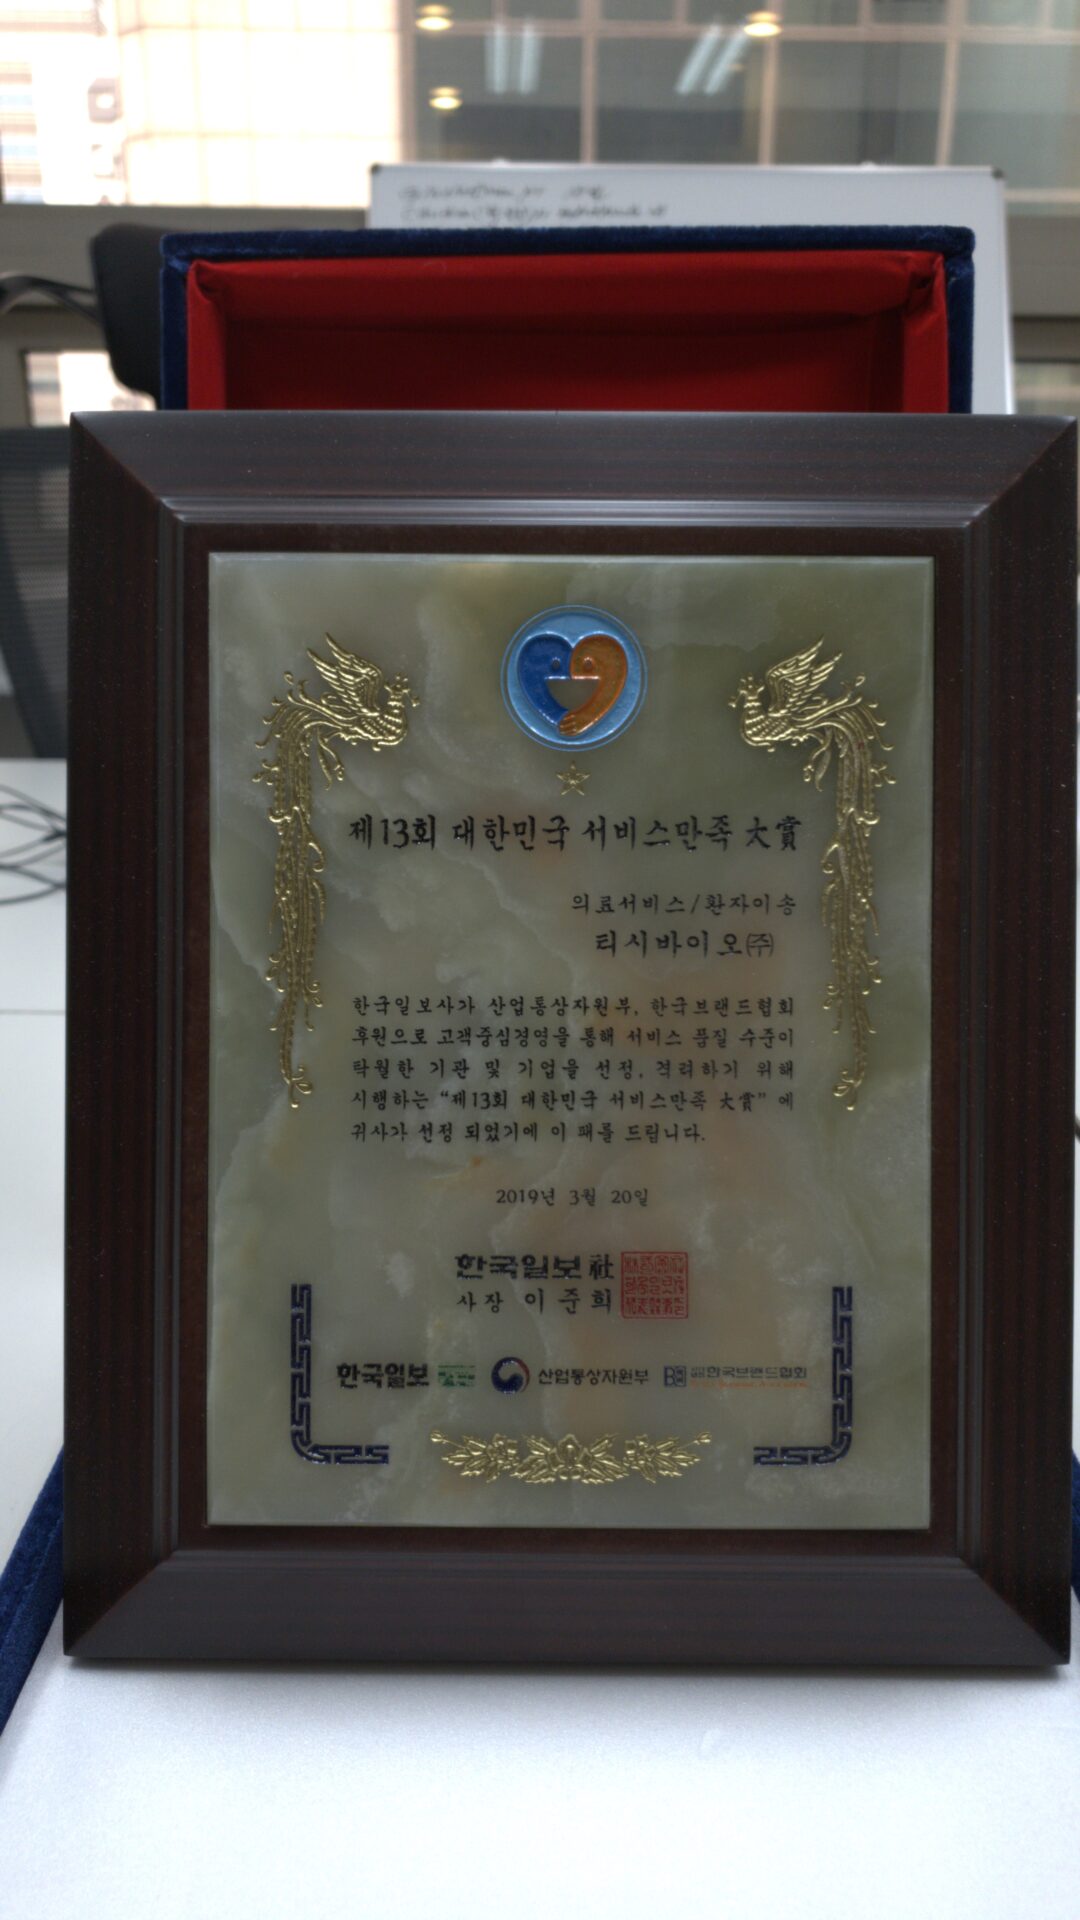 제13회 대한민국 서비스만족 大賞
의료서비스/환자이송
티시바이오㈜
한국일보사가 산업통상자원부, 한국브랜드협회
후원으로 고객중심경영을 통해 서비스 품질 수준이
탁월한 기관 및 기업을 선정, 격려하기 위해
시행하는 “제13회 대한민국 서비스만족 大賞” 에
귀사가 선정 되었기에 이 패를 드립니다.
2019년 3월 20일
한국일보社
사장 이준희
한국일보 산업통상자원부 한국브랜드협회